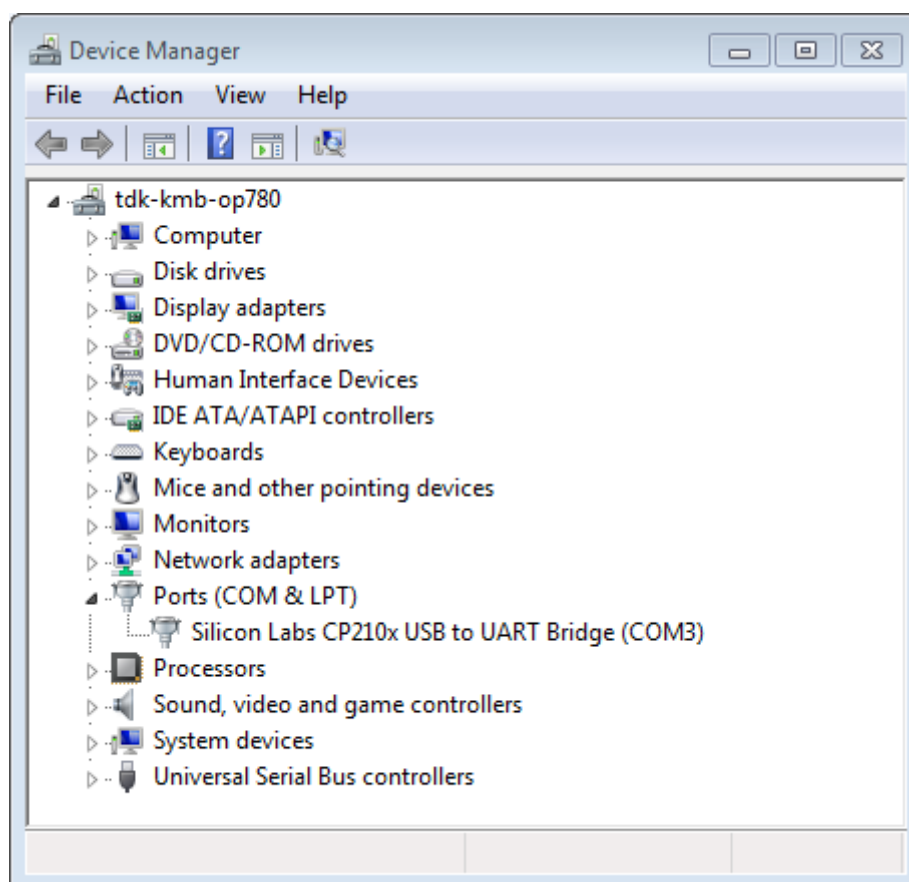 Device Manager
File Action View Help
tdk-kmb-op780
Computer
Disk drives
Display adapters
DVD/CD-ROM drives
Human Interface Devices
IDE ATA/ATAPI controllers
Keyboards
Mice and other pointing devices
Monitors
Network adapters
Ports (COM & LPT)
Silicon Labs CP210x USB to UART Bridge (COM3)
Processors
Sound, video and game controllers
System devices
Universal Serial Bus controllers